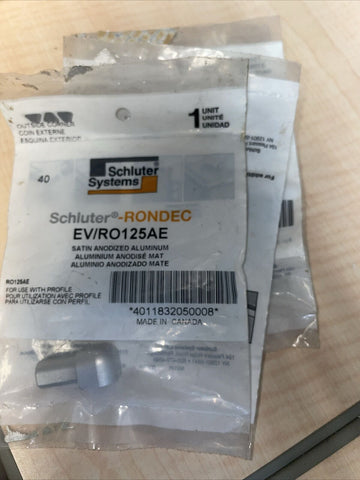 OUTSIDE CORNER
COIN EXTERNE
ESQUINA EXTERIOR
1 UNIT
UNITÉ
UNIDAD
40
Schluter
Systems
Schluter®-RONDEC
EV/RO125AE
SATIN ANODIZED ALUMINUM
ALUMINIUM ANODISÉ MAT
ALUMINIO ANODIZADO MATE
RO125AE
FOR USE WITH PROFILE
POUR UTILIZATION AVEC PROFILE
PARA UTILIZARSE CON PERFIL
*4011832050008*
MADE IN CANADA